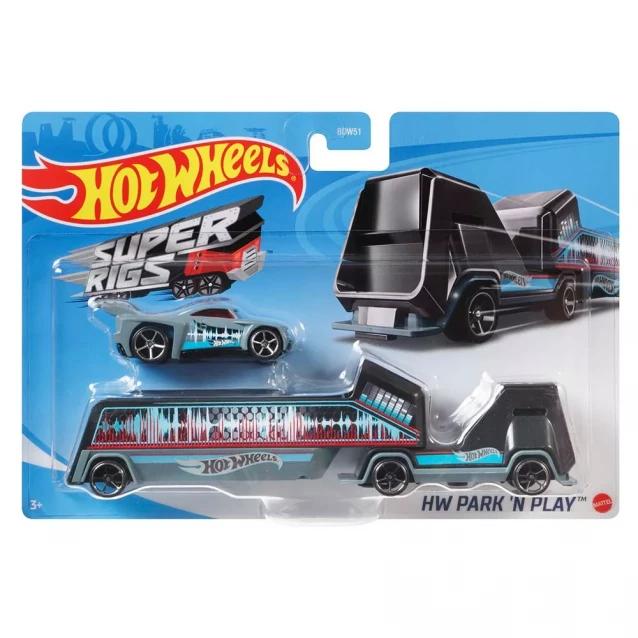 BDW51
HOT WHEELS
SUPER
RIGS
HOT WHEELS
HOT WHEELS
HOT WHEELS
3+
HW PARK 'N PLAY™
MATTEL